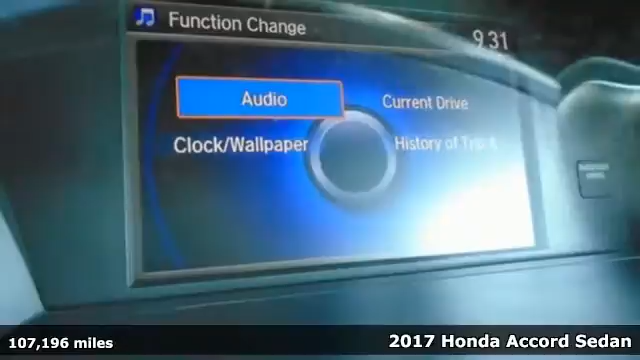 Function Change
9:31
Audio
Current Drive
Clock/Wallpaper
History of Trip A
107,196 miles
2017 Honda Accord Sedan